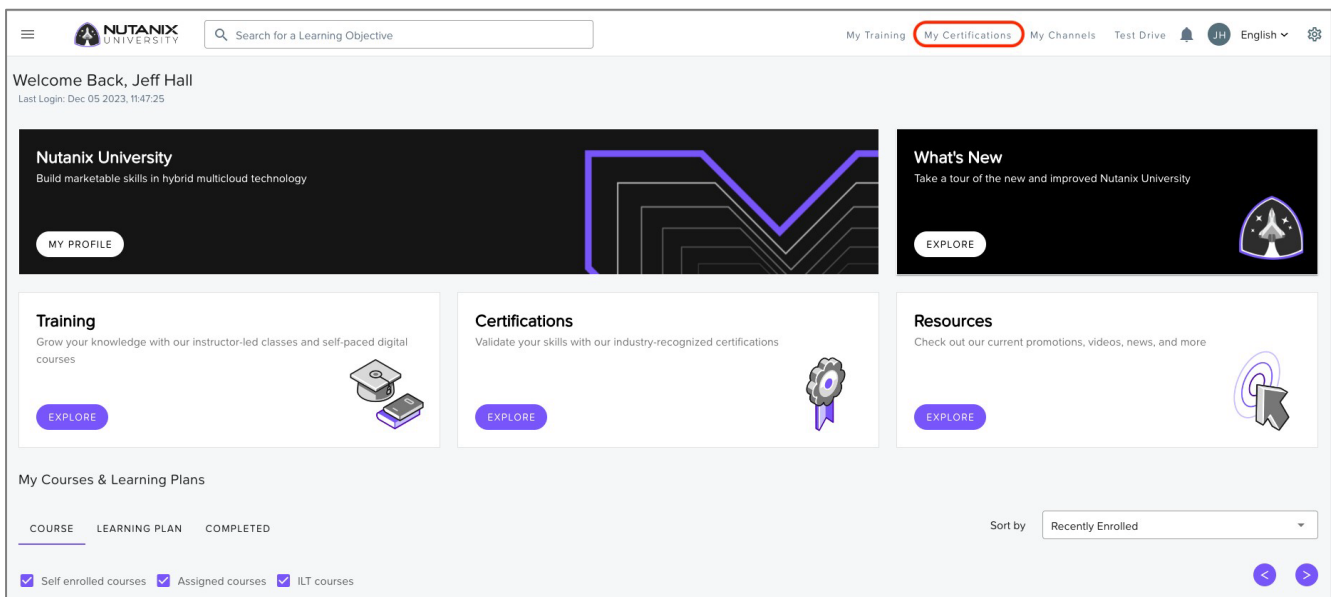 NUTANIX
UNIVERSITY
Search for a Learning Objective
My Training
My Certifications
My Channels
Test Drive
JH
English
Welcome Back, Jeff Hall
Last Login: Dec 05 2023, 11:47:25
Nutanix University
Build marketable skills in hybrid multicloud technology
MY PROFILE
What's New
Take a tour of the new and improved Nutanix University
EXPLORE
Training
Grow your knowledge with our instructor-led classes and self-paced digital
courses
EXPLORE
Certifications
Validate your skills with our industry-recognized certifications
EXPLORE
Resources
Check out our current promotions, videos, news, and more
EXPLORE
My Courses & Learning Plans
COURSE
LEARNING PLAN
COMPLETED
Sort by
Recently Enrolled
Self enrolled courses
Assigned courses
ILT courses